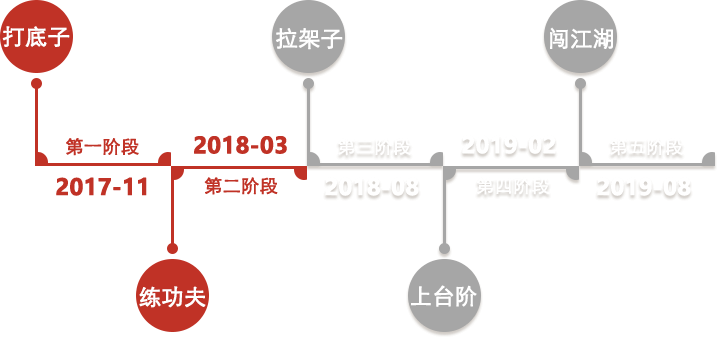 打底子
拉架子
闯江湖
第一阶段
2018-03
第三阶段
2019-02
第五阶段
2017-11
第二阶段
2018-08
第四阶段
2019-08
练功夫
上台阶